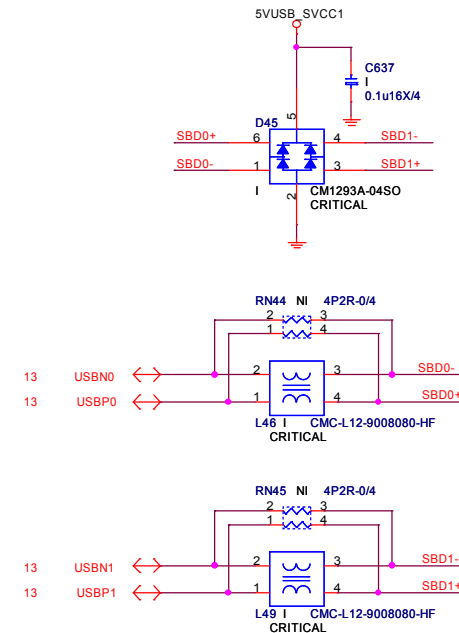 5VUSB_SVCC1
C637
I
0.1u16X/4
D45
5
SBD0+ 6 4 SBD1-
SBD0- 1 3 SBD1+
I 2 CM1293A-04SO
CRITICAL
RN44 NI 4P2R-0/4
2 3
1 4
13 USBN0 2 3 SBD0-
13 USBP0 1 4 SBD0+
L46 I CMC-L12-9008080-HF
CRITICAL
RN45 NI 4P2R-0/4
2 3
1 4
13 USBN1 2 3 SBD1-
13 USBP1 1 4 SBD1+
L49 I CMC-L12-9008080-HF
CRITICAL